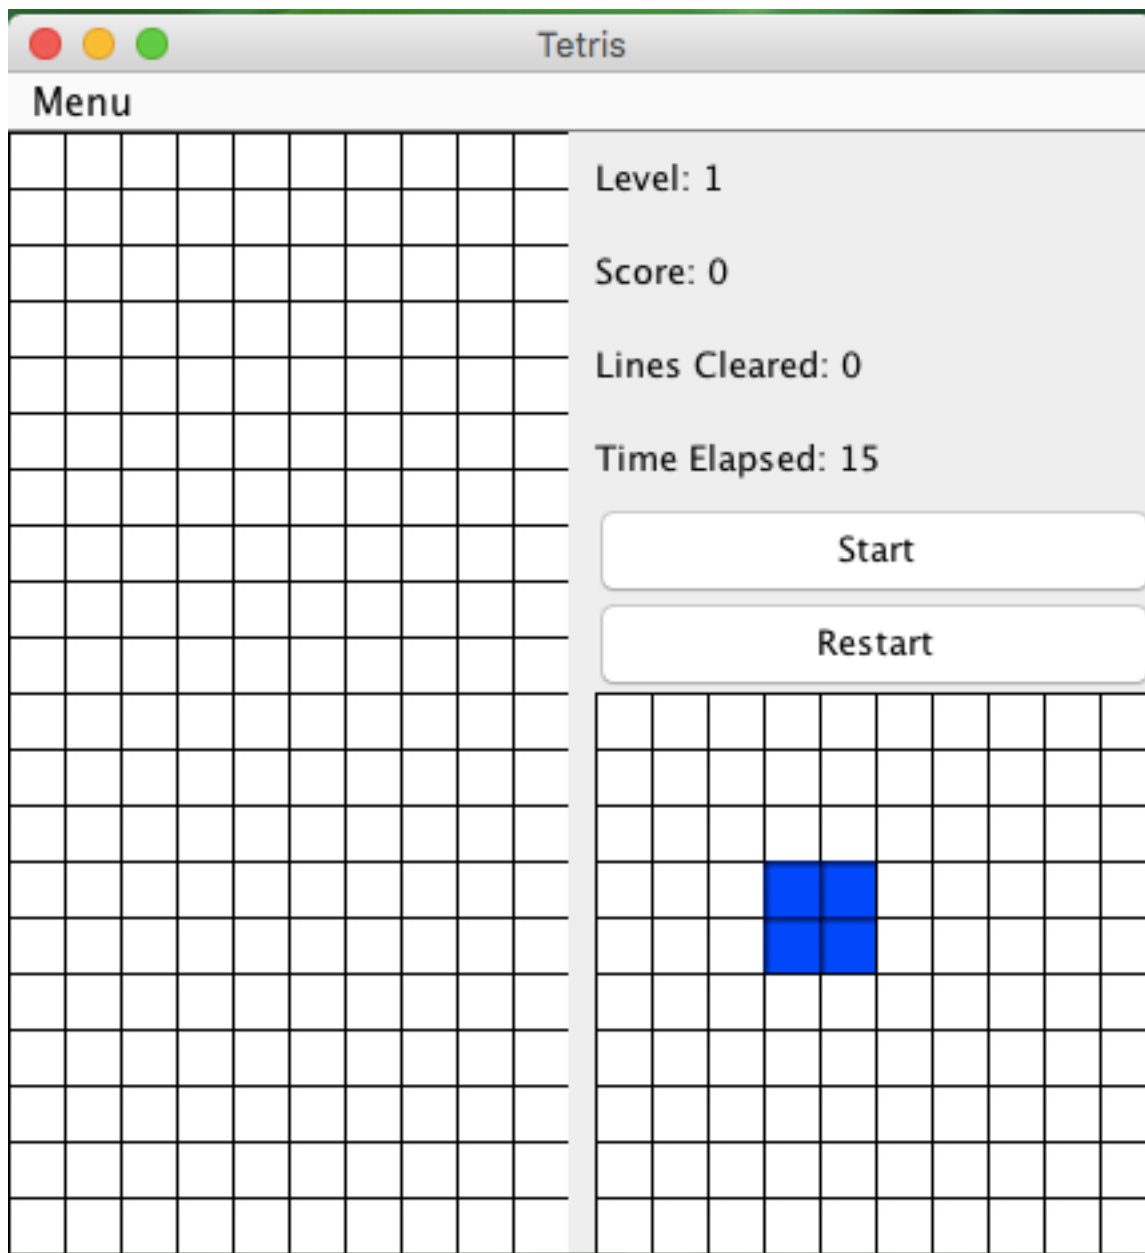 Tetris
Menu
Level: 1
Score: 0
Lines Cleared: 0
Time Elapsed: 15
Start
Restart